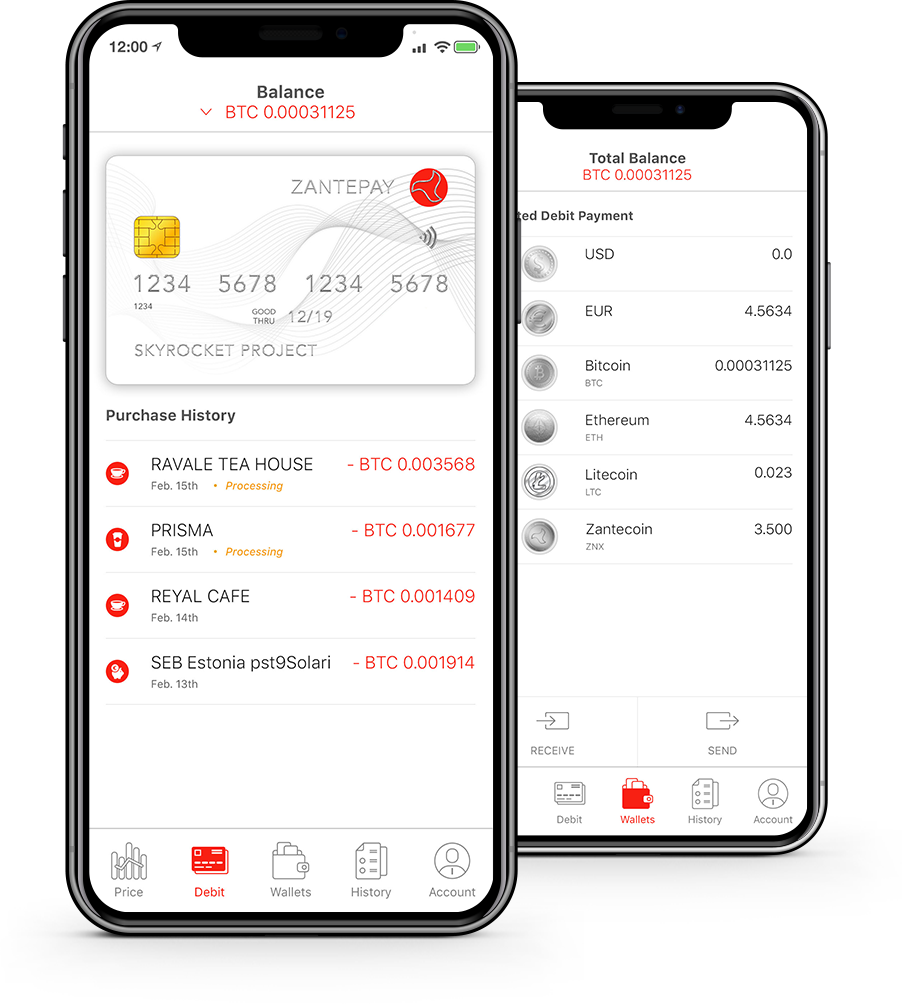 12:00
Balance
BTC 0.00031125
ZANTEPAY
1234 5678 1234 5678
1234
GOOD THRU 12/19
SKYROCKET PROJECT
Purchase History
RAVALE TEA HOUSE - BTC 0.003568
Feb. 15th • Processing
PRISMA - BTC 0.001677
Feb. 15th • Processing
REYAL CAFE - BTC 0.001409
Feb. 14th
SEB Estonia pst9Solari - BTC 0.001914
Feb. 13th
Price Debit Wallets History Account
Total Balance
BTC 0.00031125
ted Debit Payment
USD 0.0
EUR 4.5634
Bitcoin 0.00031125
BTC
Ethereum 4.5634
ETH
Litecoin 0.023
LTC
Zantecoin 3.500
ZNX
RECEIVE SEND
Debit Wallets History Account